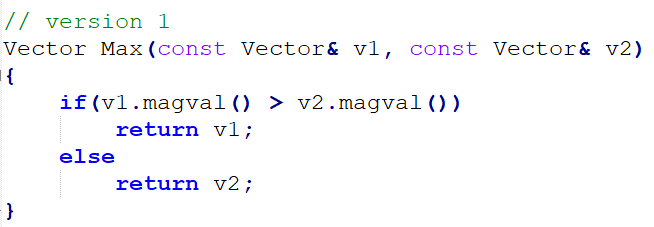 // version 1
Vector Max(const Vector& v1, const Vector& v2)
{
    if(v1.magval() > v2.magval())
        return v1;
    else
        return v2;
}